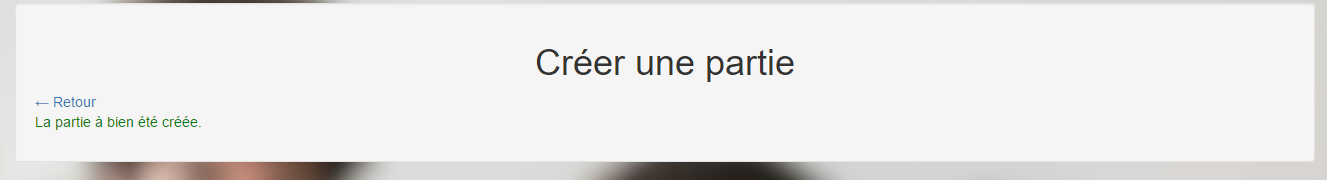 Créer une partie
← Retour
La partie à bien été créée.